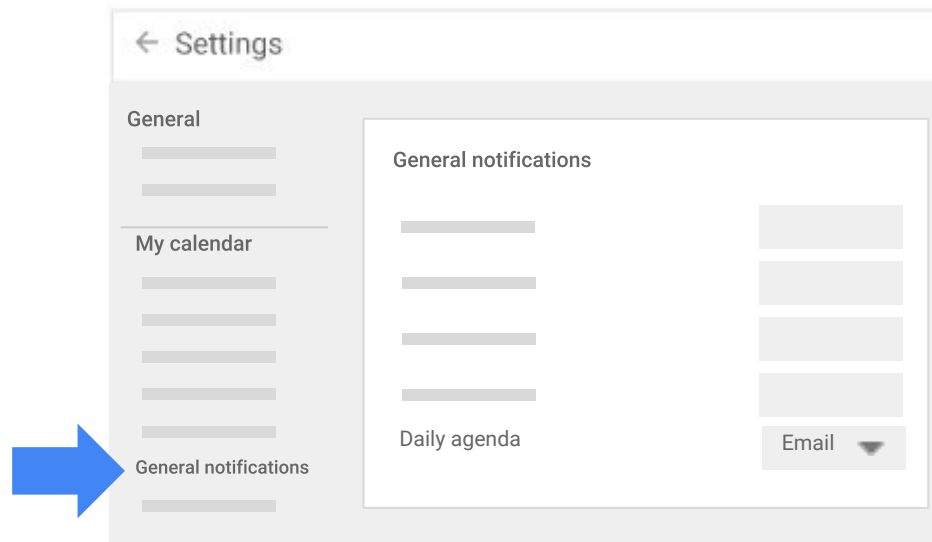 Settings
General
My calendar
General notifications
General notifications
Daily agenda
Email